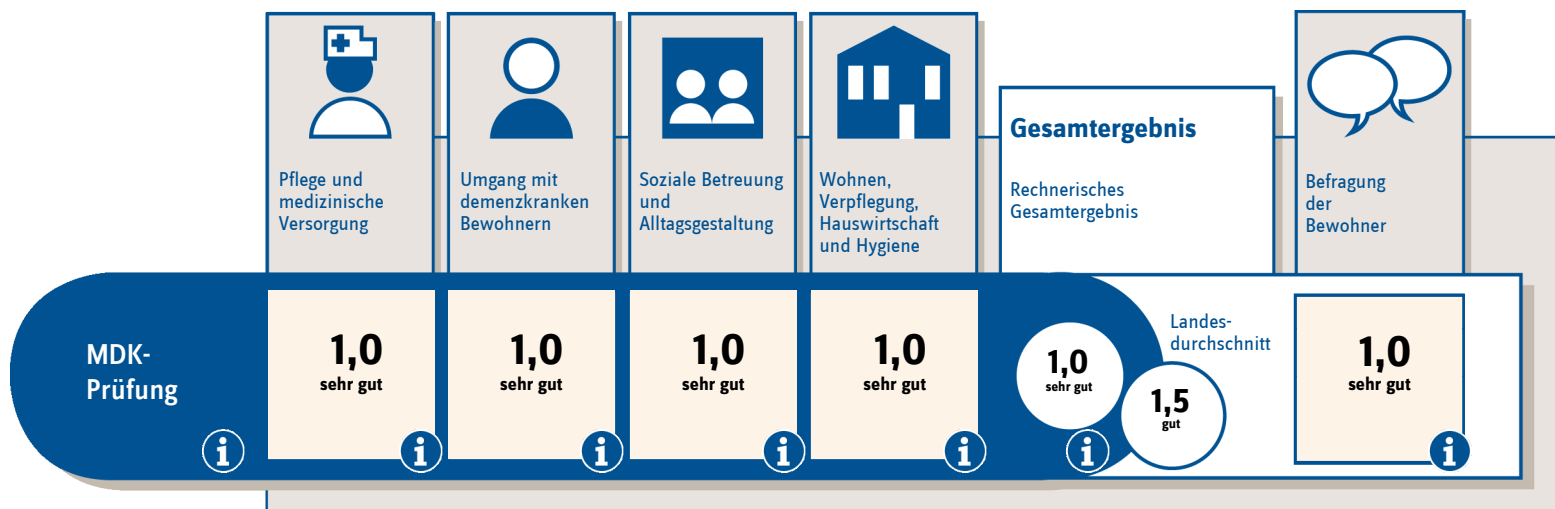 Pflege und
medizinische
Versorgung
Umgang mit
demenzkranken
Bewohnern
Soziale Betreuung
und
Alltagsgestaltung
Wohnen,
Verpflegung,
Hauswirtschaft
und Hygiene
Gesamtergebnis
Rechnerisches
Gesamtergebnis
Befragung
der
Bewohner
MDK-
Prüfung
i
1,0
sehr gut
i
1,0
sehr gut
i
1,0
sehr gut
i
1,0
sehr gut
i
1,0
sehr gut
i
Landes-
durchschnitt
1,5
gut
1,0
sehr gut
i